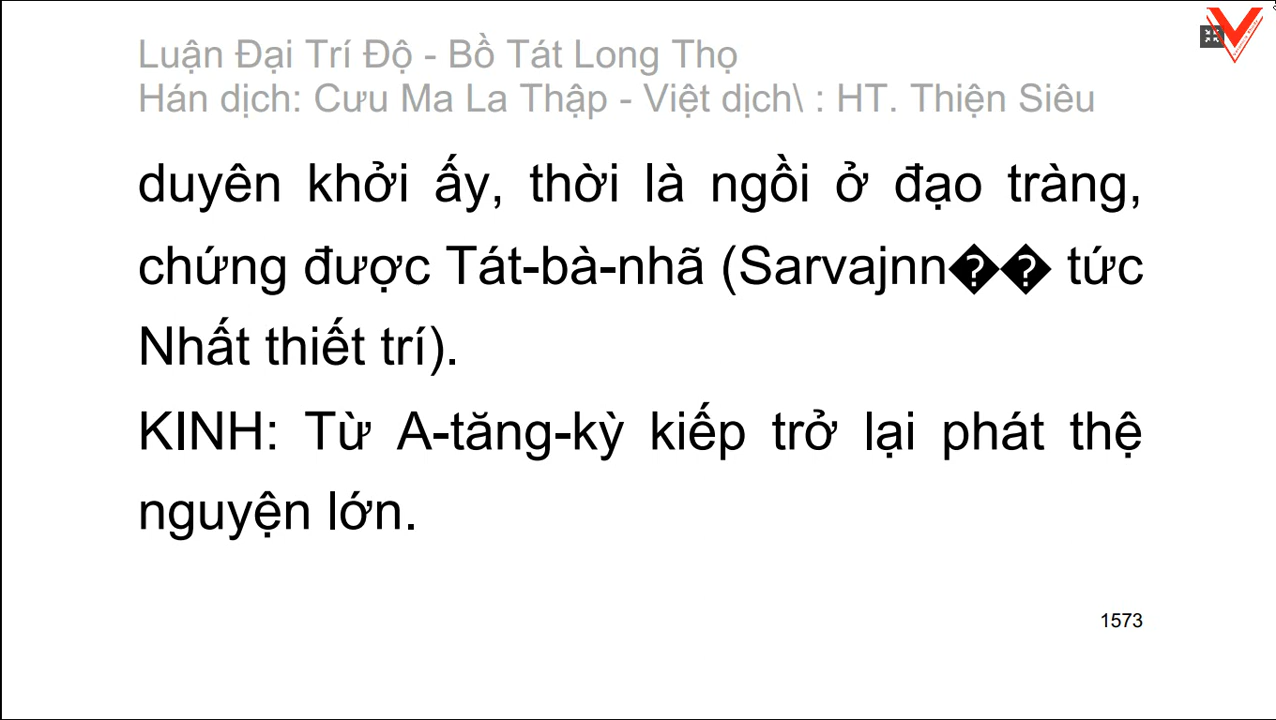 Luận Đại Trí Độ - Bồ Tát Long Thọ
Hán dịch: Cưu Ma La Thập - Việt dịch\ : HT. Thiện Siêu
duyên khởi ấy, thời là ngồi ở đạo tràng,
chứng được Tát-bà-nhã (Sarvajnn�� tức
Nhất thiết trí).
KINH: Từ A-tăng-kỳ kiếp trở lại phát thệ
nguyện lớn.
1573